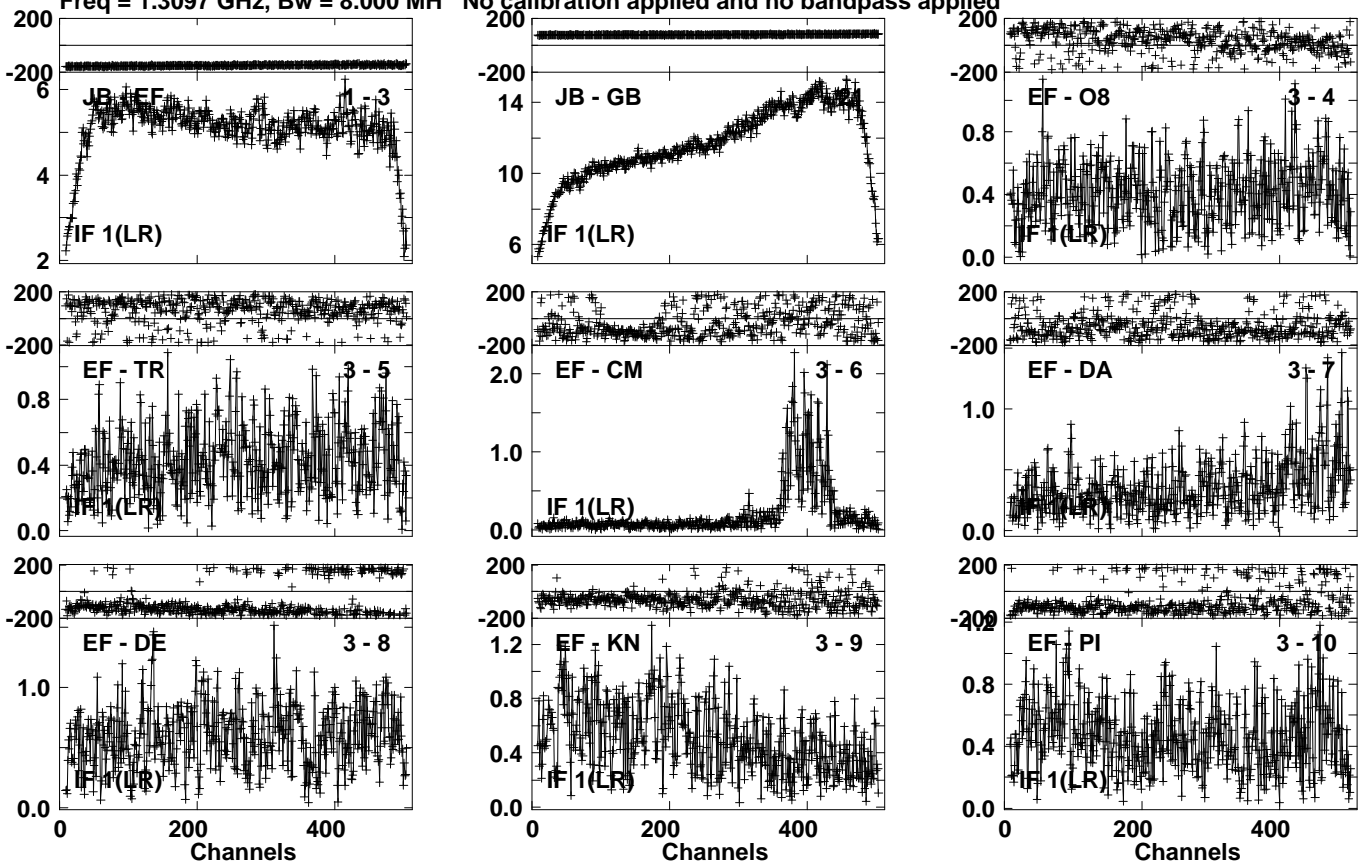 Freq = 1.3097 GHz, Bw = 8.000 MH No calibration applied and no bandpass applied
200
-200
6
4
2
JB - EF 1 - 3
IF 1(LR)
14
10
6
JB - GB
IF 1(LR)
200
-200
0.8
0.4
0.0
EF - O8 3 - 4
IF 1(LR)
200
-200
0.8
0.4
0.0
EF - TR 3 - 5
IF 1(LR)
200
-200
2.0
1.0
0.0
EF - CM 3 - 6
IF 1(LR)
200
-200
1.0
0.0
EF - DA 3 - 7
IF 1(LR)
200
-200
1.0
0.0
EF - DE 3 - 8
IF 1(LR)
0 200 400
Channels
200
-200
1.2
0.8
0.4
0.0
EF - KN 3 - 9
IF 1(LR)
0 200 400
Channels
200
-200
1.2
0.8
0.4
0.0
EF - PI 3 - 10
IF 1(LR)
0 200 400
Channels